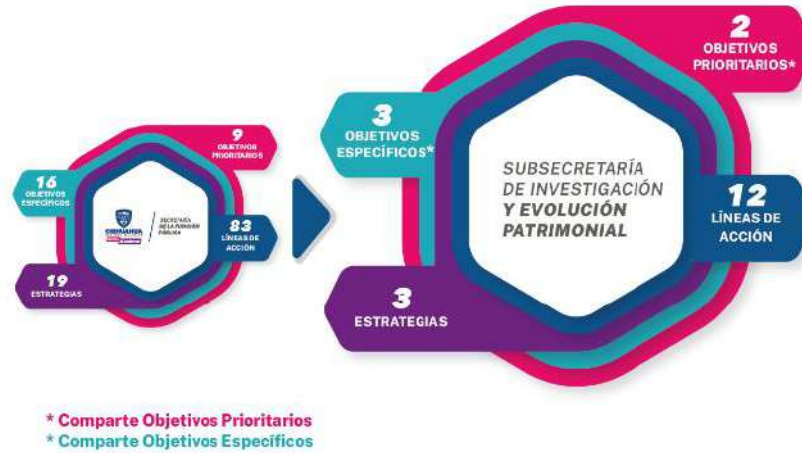 9
OBJETIVOS
PRIORITARIOS
16
OBJETIVOS
ESPECÍFICOS
CHIHUAHUA
SECRETARÍA
DE LA FUNCIÓN
PÚBLICA
83
LÍNEAS DE
ACCIÓN
19
ESTRATEGIAS
2
OBJETIVOS
PRIORITARIOS*
3
OBJETIVOS
ESPECÍFICOS*
SUBSECRETARÍA
DE INVESTIGACIÓN
Y EVOLUCIÓN
PATRIMONIAL
12
LÍNEAS DE
ACCIÓN
3
ESTRATEGIAS
* Comparte Objetivos Prioritarios
* Comparte Objetivos Específicos